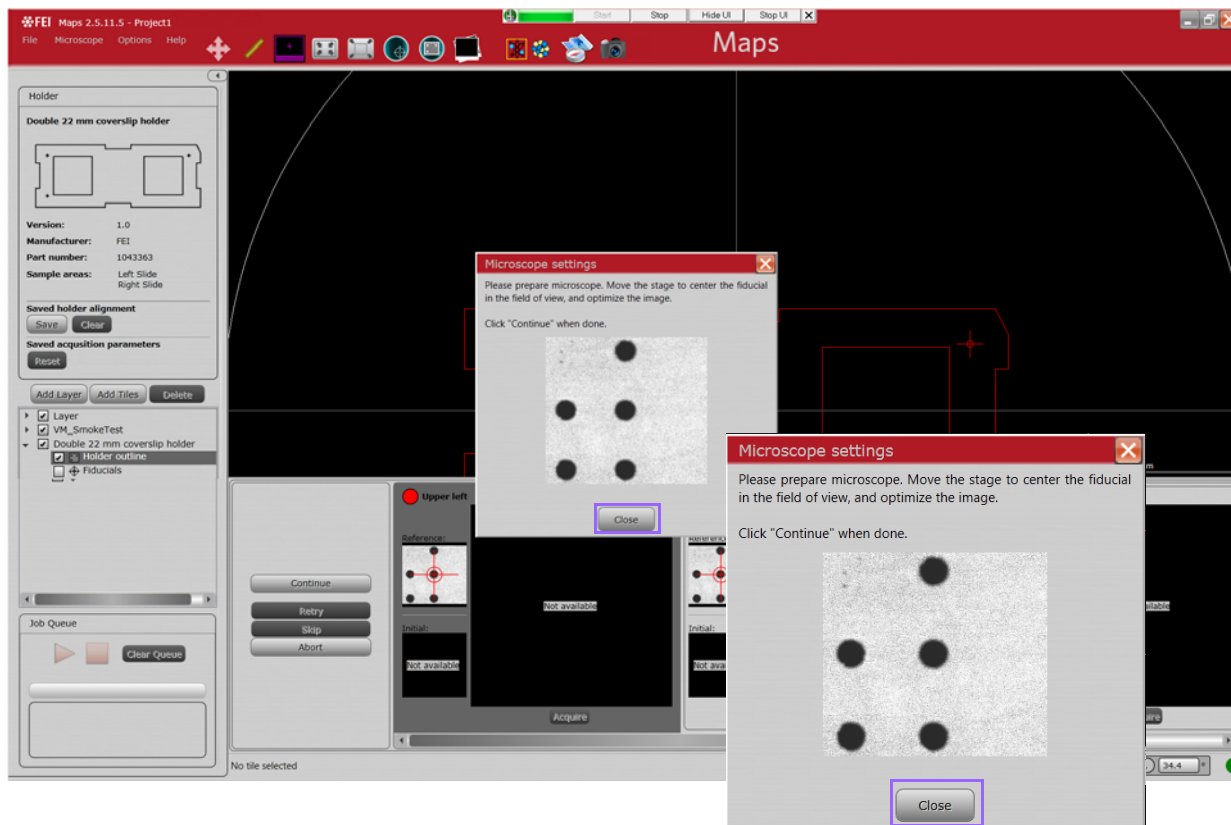 FEI Maps 2.5.11.5 - Project1
Start
Stop
Hide UI
Stop UI
X
File
Microscope
Options
Help
Maps
Holder
Double 22 mm coverslip holder
Version:
1.0
Manufacturer:
FEI
Part number:
1043363
Sample areas:
Left Slide
Right Slide
Saved holder alignment
Save
Clear
Saved acqusition parameters
Reset
Add Layer
Add Tiles
Delete
Layer
VM_SmokeTest
Double 22 mm coverslip holder
Holder outline
Fiducials
Job Queue
Clear Queue
Microscope settings
Please prepare microscope. Move the stage to center the fiducial
in the field of view, and optimize the image.
Click "Continue" when done.
Close
Continue
Retry
Skip
Abort
Upper left
Reference:
Initial:
Not available
Not available
Acquire
Reference:
Initial:
Not ava
Microscope settings
Please prepare microscope. Move the stage to center the fiducial
in the field of view, and optimize the image.
Click "Continue" when done.
Close
m
ilable
ire
34.4 °
No tile selected